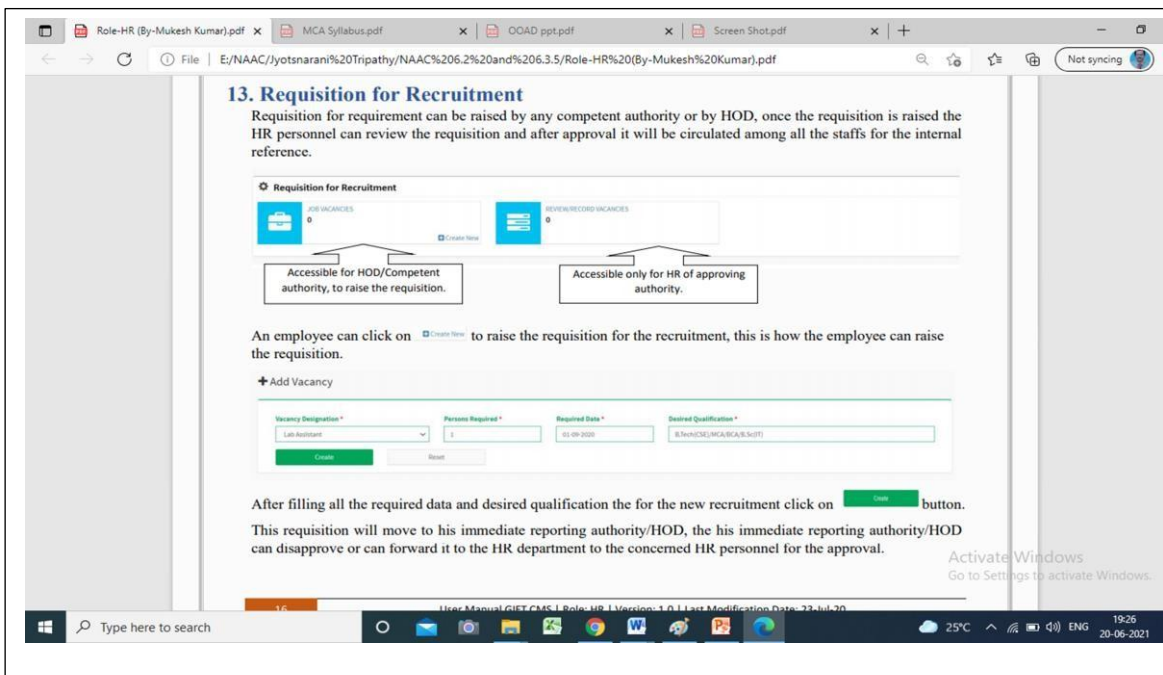 Role-HR (By-Mukesh Kumar).pdf
MCA Syllabus.pdf
OOAD ppt.pdf
Screen Shot.pdf
File | E:/NAAC/Jyotsnarani%20Tripathy/NAAC%206.2%20and%206.3.5/Role-HR%20(By-Mukesh%20Kumar).pdf
Not syncing
13. Requisition for Recruitment
Requisition for requirement can be raised by any competent authority or by HOD, once the requisition is raised the
HR personnel can review the requisition and after approval it will be circulated among all the staffs for the internal
reference.
Requisition for Recruitment
JOB VACANCIES
0
Create New
REVIEW/RECORD VACANCIES
0
Accessible for HOD/Competent
authority, to raise the requisition.
Accessible only for HR of approving
authority.
An employee can click on Create New to raise the requisition for the recruitment, this is how the employee can raise
the requisition.
Add Vacancy
Vacancy Designation * Persons Required * Required Date * Desired Qualification *
Lab Assistant 1 01-09-2020 B.Tech(CSE)/MCA/BCA/B.Sc(IT)
Create Reset
After filling all the required data and desired qualification the for the new recruitment click on Create button.
This requisition will move to his immediate reporting authority/HOD, the his immediate reporting authority/HOD
can disapprove or can forward it to the HR department to the concerned HR personnel for the approval.
Activate Windows
Go to Settings to activate Windows.
16 User Manual GIFT CMS | Role: HR | Version: 1.0 | Last Modification Date: 23-Jul-20
Type here to search
25°C
ENG
19:26
20-06-2021